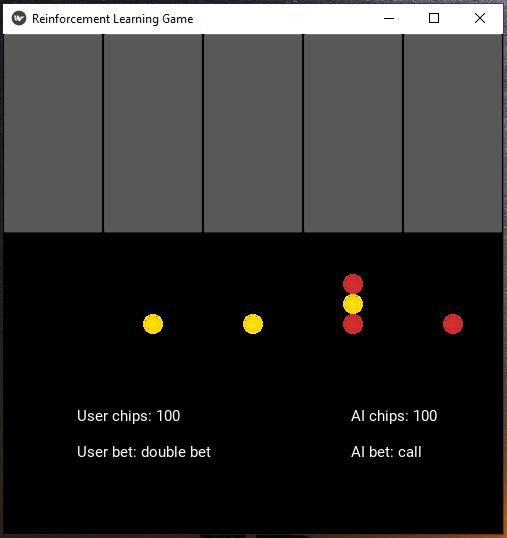 Reinforcement Learning Game
User chips: 100
AI chips: 100
User bet: double bet
AI bet: call